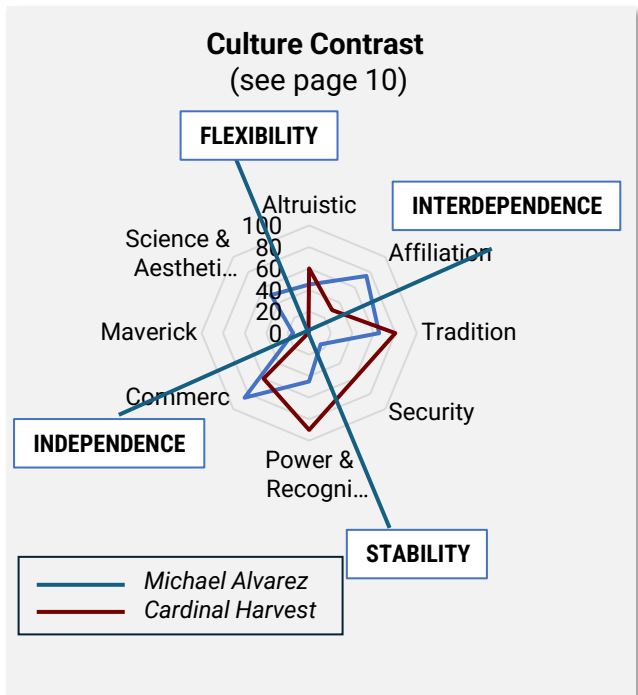 Culture Contrast
(see page 10)
FLEXIBILITY
INTERDEPENDENCE
Altruistic
100
80
60
40
20
0
Science &
Aestheti...
Affiliation
Maverick
Tradition
Commerc
Security
INDEPENDENCE
Power &
Recogni...
STABILITY
Michael Alvarez
Cardinal Harvest